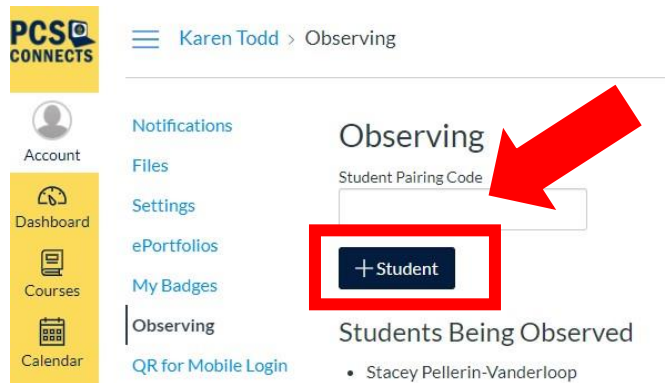 PCS
CONNECTS
Karen Todd > Observing
Account
Dashboard
Courses
Calendar
Notifications
Files
Settings
ePortfolios
My Badges
Observing
QR for Mobile Login
Observing
Student Pairing Code
+ Student
Students Being Observed
• Stacey Pellerin-Vanderloop